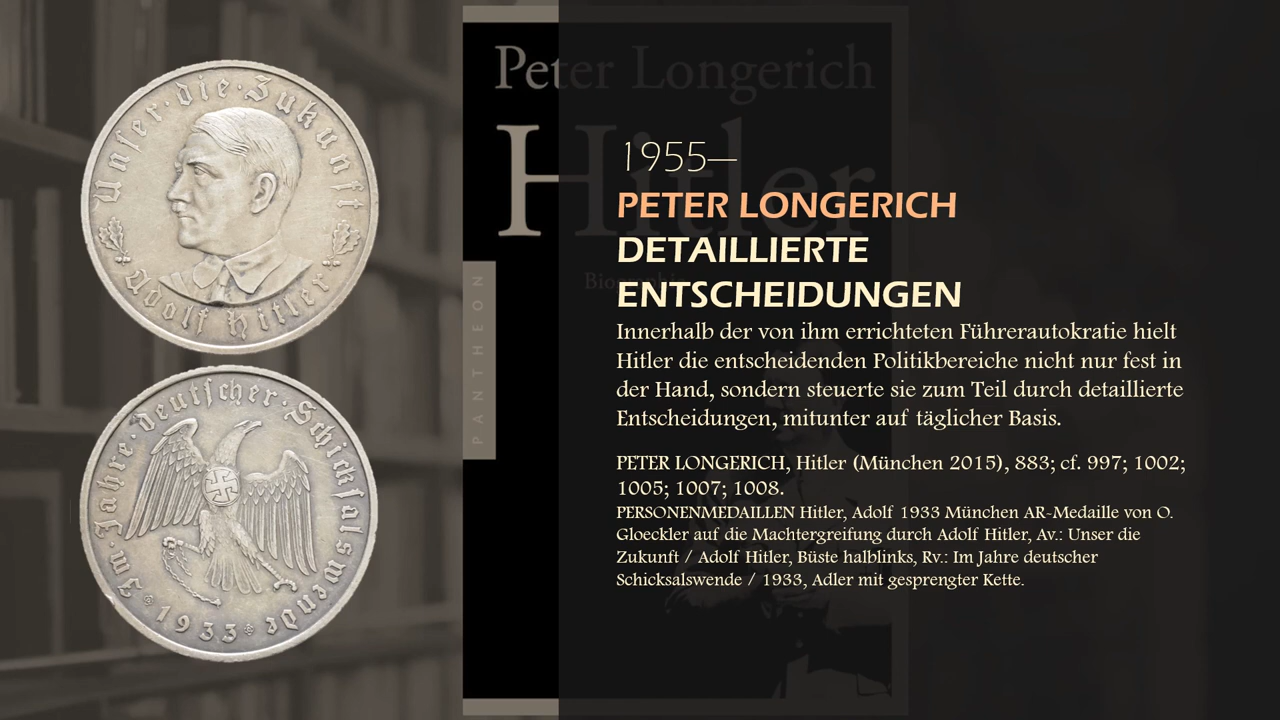 Unser · die · Zukunft
Adolf Hitler
Im · Jahre · deutscher · Schicksalswende
1933
Peter Longerich
Hitler
Biographie
PANTHEON
1955—
PETER LONGERICH
DETAILLIERTE
ENTSCHEIDUNGEN
Innerhalb der von ihm errichteten Führerautokratie hielt
Hitler die entscheidenden Politikbereiche nicht nur fest in
der Hand, sondern steuerte sie zum Teil durch detaillierte
Entscheidungen, mitunter auf täglicher Basis.
PETER LONGERICH, Hitler (München 2015), 883; cf. 997; 1002;
1005; 1007; 1008.
PERSONENMEDAILLEN Hitler, Adolf 1933 München AR-Medaille von O.
Gloeckler auf die Machtergreifung durch Adolf Hitler, Av.: Unser die
Zukunft / Adolf Hitler, Büste halblinks, Rv.: Im Jahre deutscher
Schicksalswende / 1933, Adler mit gesprengter Kette.